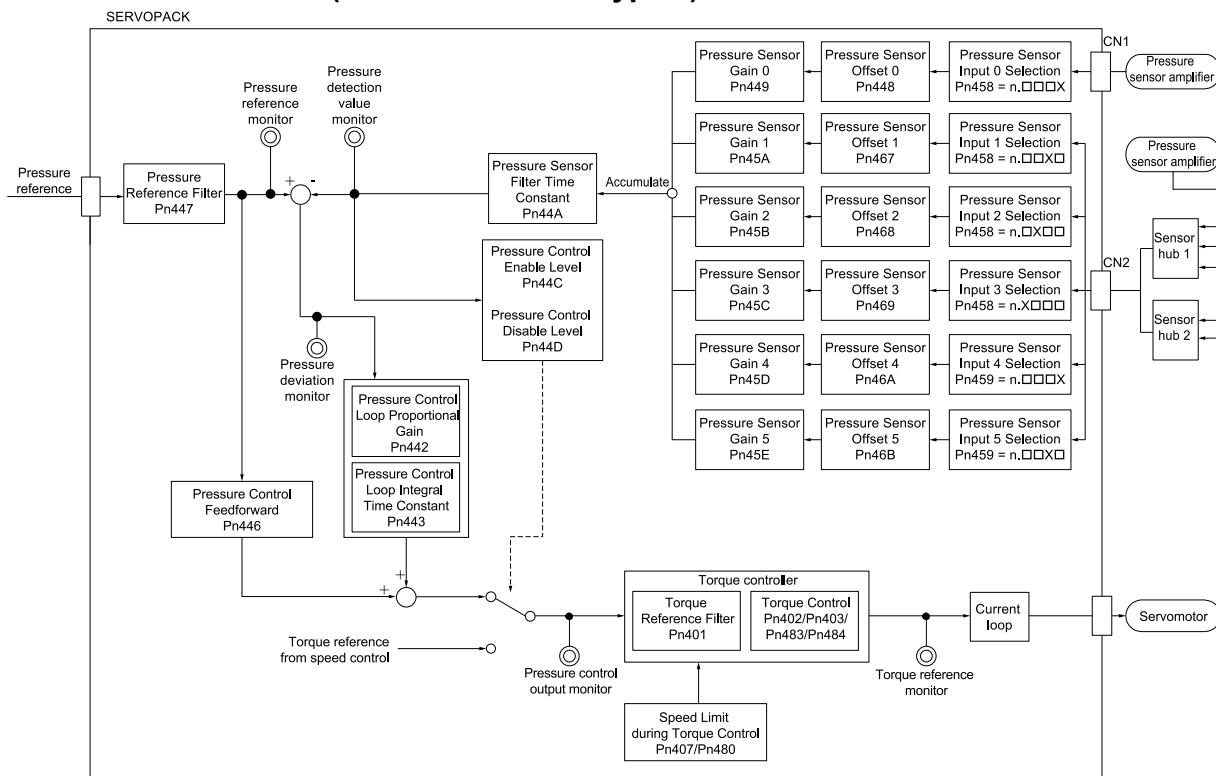 SERVOPACK
Pressure
reference
Pressure
Reference Filter
Pn447
Pressure
reference
monitor
Pressure
detection
value monitor
+
-
Pressure Sensor
Filter Time
Constant
Pn44A
Accumulate
Pressure Sensor
Gain 0
Pn449
Pressure Sensor
Offset 0
Pn448
Pressure Sensor
Input 0 Selection
Pn458 = n.□□□X
CN1
Pressure
sensor amplifier
Pressure Sensor
Gain 1
Pn45A
Pressure Sensor
Offset 1
Pn467
Pressure Sensor
Input 1 Selection
Pn458 = n.□□X□
Pressure
sensor amplifier
Pressure Sensor
Gain 2
Pn45B
Pressure Sensor
Offset 2
Pn468
Pressure Sensor
Input 2 Selection
Pn458 = n.□X□□
Pressure Sensor
Gain 3
Pn45C
Pressure Sensor
Offset 3
Pn469
Pressure Sensor
Input 3 Selection
Pn458 = n.X□□□
CN2
Sensor
hub 1
Sensor
hub 2
Pressure Sensor
Gain 4
Pn45D
Pressure Sensor
Offset 4
Pn46A
Pressure Sensor
Input 4 Selection
Pn459 = n.□□□X
Pressure Sensor
Gain 5
Pn45E
Pressure Sensor
Offset 5
Pn46B
Pressure Sensor
Input 5 Selection
Pn459 = n.□□X□
Pressure Control
Enable Level
Pn44C
Pressure Control
Disable Level
Pn44D
Pressure
deviation
monitor
Pressure Control
Loop Proportional
Gain
Pn442
Pressure Control
Loop Integral
Time Constant
Pn443
Pressure Control
Feedforward
Pn446
+
+
Torque reference
from speed control
Pressure control
output monitor
Torque controller
Torque
Reference Filter
Pn401
Torque Control
Pn402/Pn403/
Pn483/Pn484
Speed Limit
during Torque Control
Pn407/Pn480
Torque reference
monitor
Current
loop
Servomotor